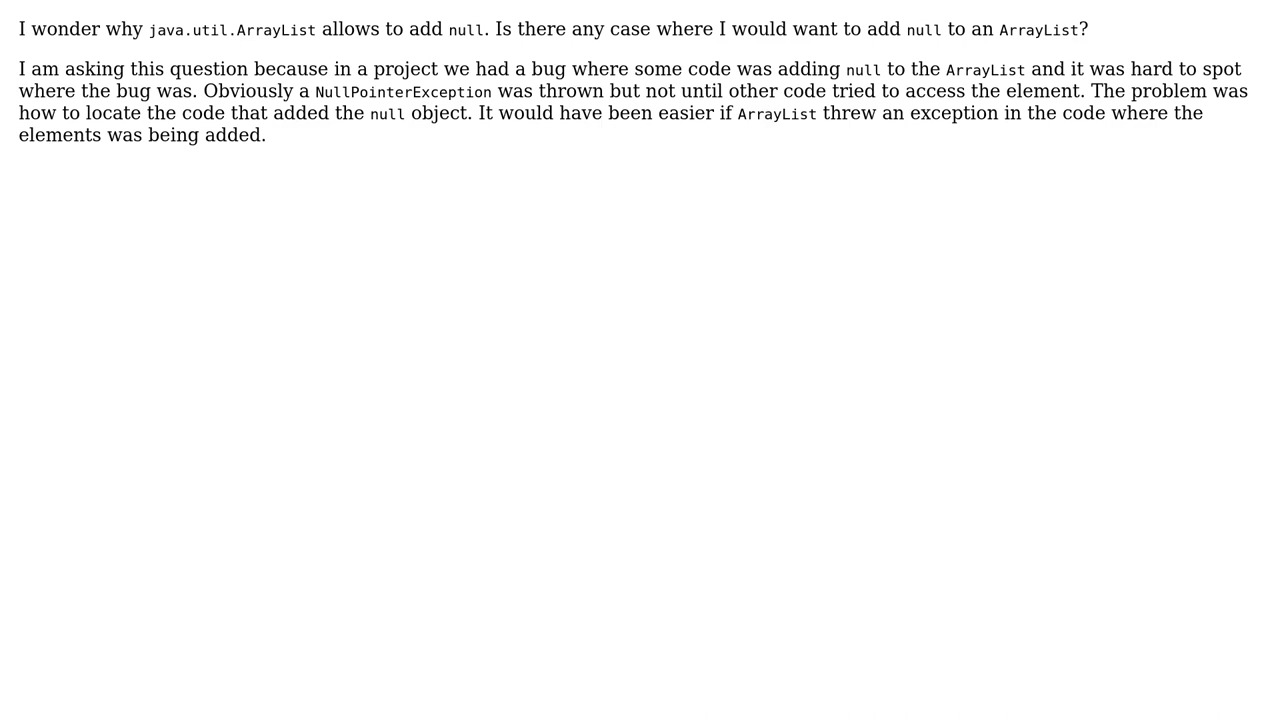 I wonder why java.util.ArrayList allows to add null. Is there any case where I would want to add null to an ArrayList?
I am asking this question because in a project we had a bug where some code was adding null to the ArrayList and it was hard to spot
where the bug was. Obviously a NullPointerException was thrown but not until other code tried to access the element. The problem was
how to locate the code that added the null object. It would have been easier if ArrayList threw an exception in the code where the
elements was being added.